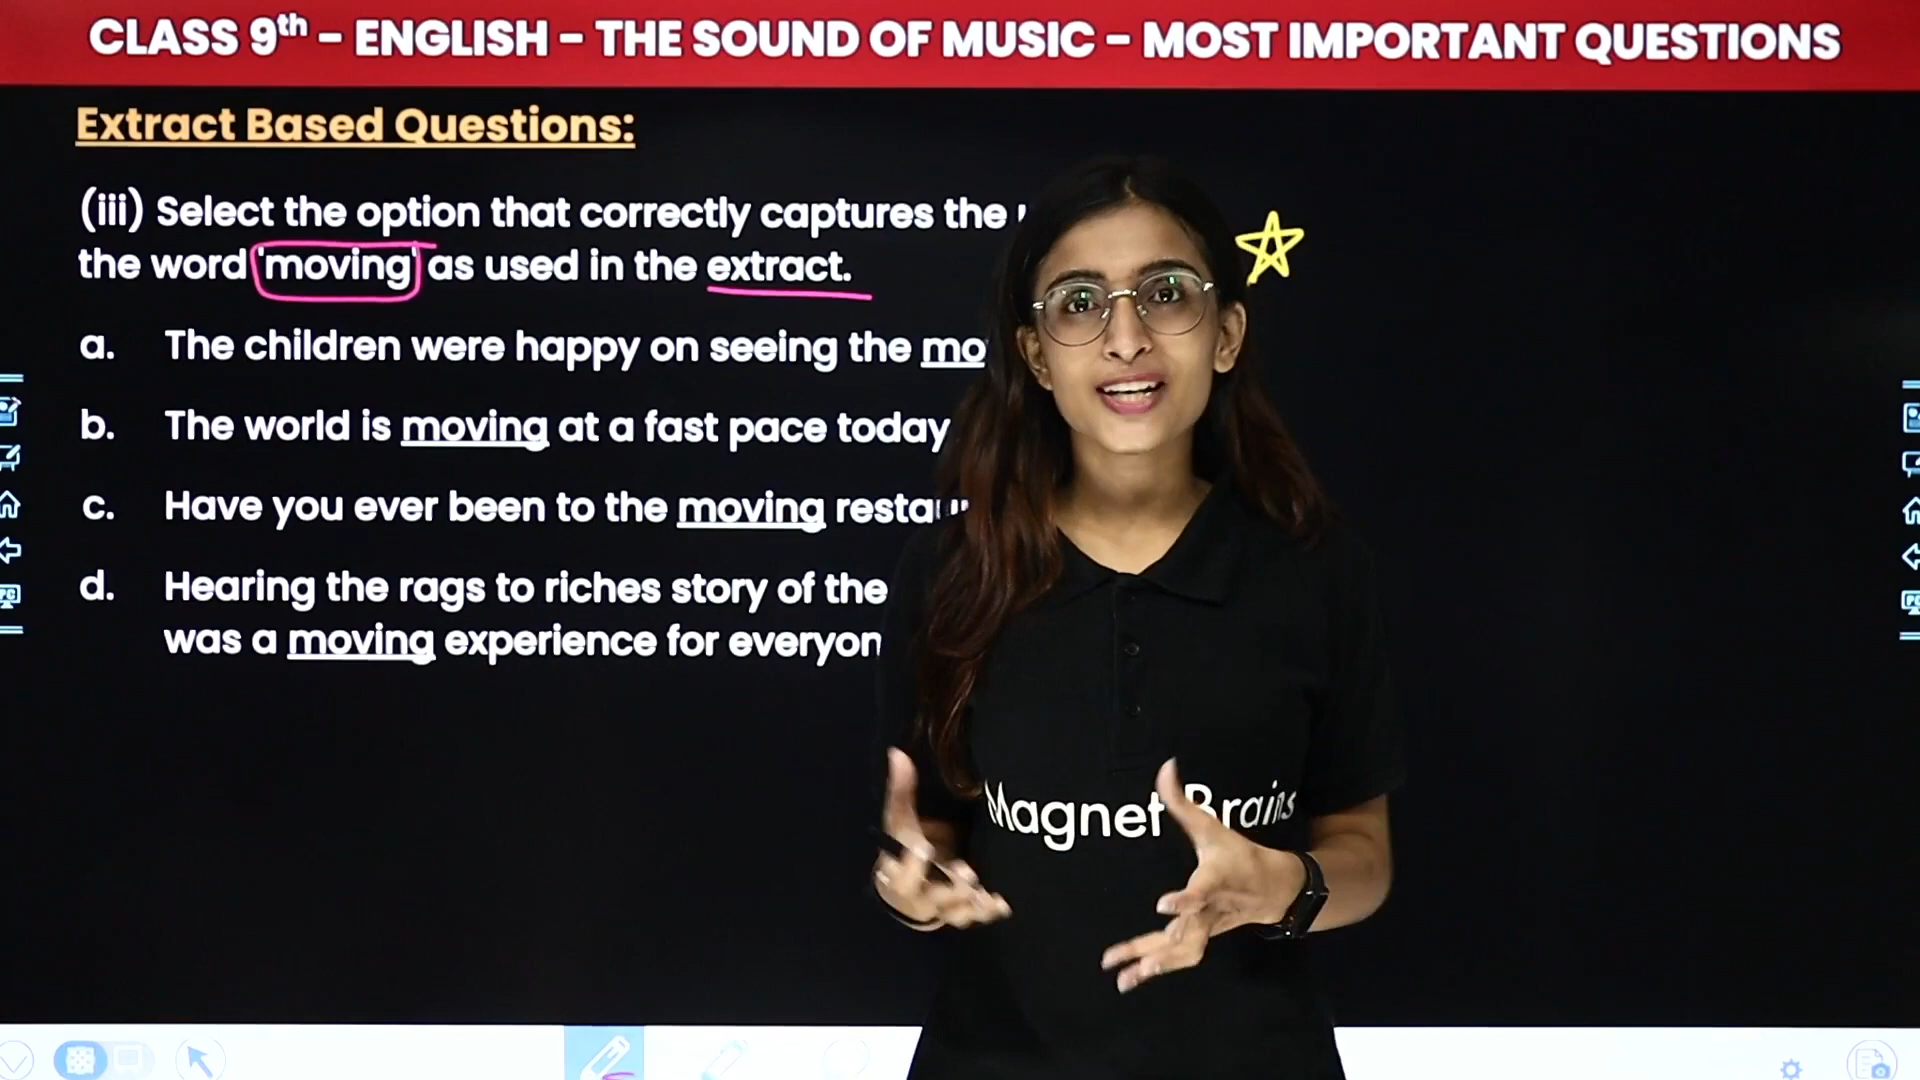 CLASS 9th – ENGLISH – THE SOUND OF MUSIC – MOST IMPORTANT QUESTIONS
Extract Based Questions:
(iii) Select the option that correctly captures the
the word 'moving' as used in the extract.
a. The children were happy on seeing the
b. The world is moving at a fast pace today
c. Have you ever been to the moving
d. Hearing the rags to riches story of the
was a moving experience for
Magnet Brains